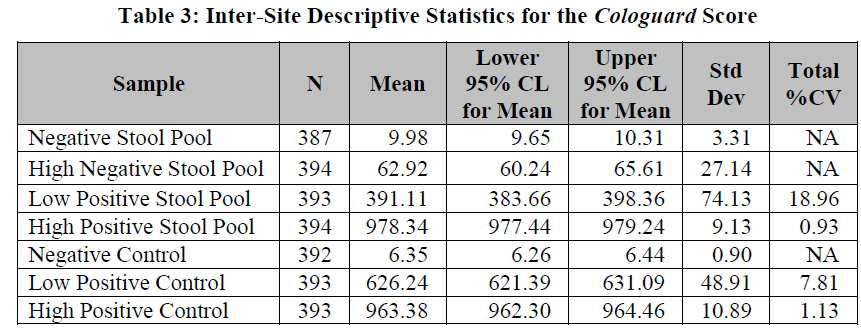 Table 3: Inter-Site Descriptive Statistics for the Cologuard Score
Sample N Mean Lower 95% CL for Mean Upper 95% CL for Mean Std Dev Total %CV
Negative Stool Pool 387 9.98 9.65 10.31 3.31 NA
High Negative Stool Pool 394 62.92 60.24 65.61 27.14 NA
Low Positive Stool Pool 393 391.11 383.66 398.36 74.13 18.96
High Positive Stool Pool 394 978.34 977.44 979.24 9.13 0.93
Negative Control 392 6.35 6.26 6.44 0.90 NA
Low Positive Control 393 626.24 621.39 631.09 48.91 7.81
High Positive Control 393 963.38 962.30 964.46 10.89 1.13